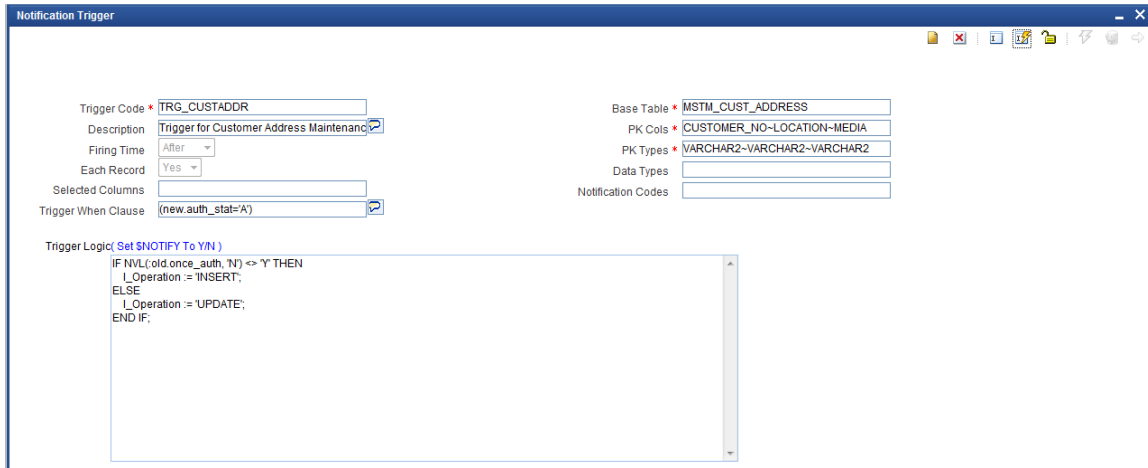 Notification Trigger
Trigger Code * TRG_CUSTADDR
Description Trigger for Customer Address Maintenanc
Firing Time After
Each Record Yes
Selected Columns
Trigger When Clause (new.auth_stat='A')
Base Table * MSTM_CUST_ADDRESS
PK Cols * CUSTOMER_NO~LOCATION~MEDIA
PK Types * VARCHAR2~VARCHAR2~VARCHAR2
Data Types
Notification Codes
Trigger Logic( Set $NOTIFY To Y/N )
IF NVL(:old.once_auth, 'N') <> 'Y' THEN
l_Operation := 'INSERT';
ELSE
l_Operation := 'UPDATE';
END IF;